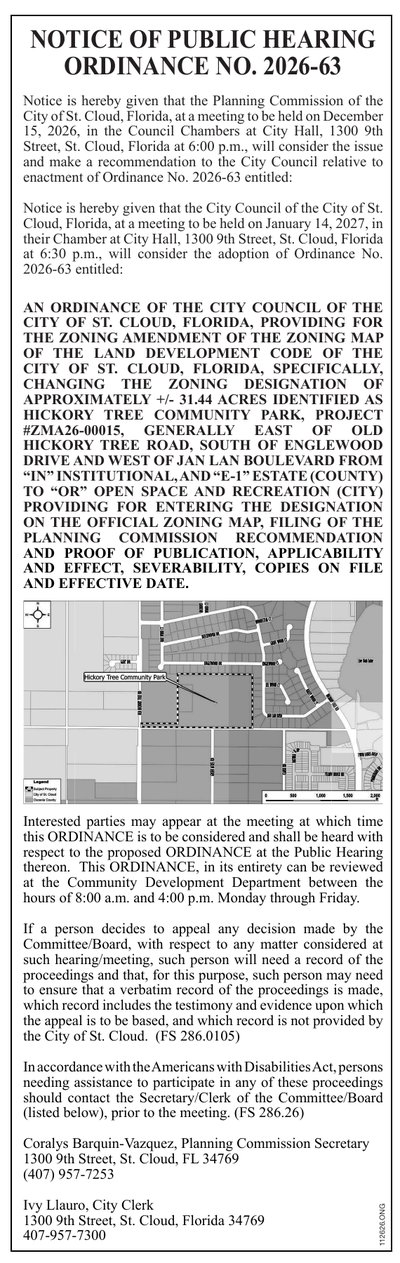 NOTICE OF PUBLIC HEARING
ORDINANCE NO. 2026-63
Notice is hereby given that the Planning Commission of the
City of St. Cloud, Florida, at a meeting to be held on December
15, 2026, in the Council Chambers at City Hall, 1300 9th
Street, St. Cloud, Florida at 6:00 p.m., will consider the issue
and make a recommendation to the City Council relative to
enactment of Ordinance No. 2026-63 entitled:
Notice is hereby given that the City Council of the City of St.
Cloud, Florida, at a meeting to be held on January 14, 2027, in
their Chamber at City Hall, 1300 9th Street, St. Cloud, Florida
at 6:30 p.m., will consider the adoption of Ordinance No.
2026-63 entitled:
AN ORDINANCE OF THE CITY COUNCIL OF THE
CITY OF ST. CLOUD, FLORIDA, PROVIDING FOR
THE ZONING AMENDMENT OF THE ZONING MAP
OF THE LAND DEVELOPMENT CODE OF THE
CITY OF ST. CLOUD, FLORIDA, SPECIFICALLY,
CHANGING THE ZONING DESIGNATION OF
APPROXIMATELY +/- 31.44 ACRES IDENTIFIED AS
HICKORY TREE COMMUNITY PARK, PROJECT
#ZMA26-00015, GENERALLY EAST OF OLD
HICKORY TREE ROAD, SOUTH OF ENGLEWOOD
DRIVE AND WEST OF JAN LAN BOULEVARD FROM
“IN” INSTITUTIONAL, AND “E-1” ESTATE (COUNTY)
TO “OR” OPEN SPACE AND RECREATION (CITY)
PROVIDING FOR ENTERING THE DESIGNATION
ON THE OFFICIAL ZONING MAP, FILING OF THE
PLANNING COMMISSION RECOMMENDATION
AND PROOF OF PUBLICATION, APPLICABILITY
AND EFFECT, SEVERABILITY, COPIES ON FILE
AND EFFECTIVE DATE.
Hickory Tree Community Park
Legend
Subject Property
City of St. Cloud
Osceola County
0 500 1,000 1,500 2,000
Interested parties may appear at the meeting at which time
this ORDINANCE is to be considered and shall be heard with
respect to the proposed ORDINANCE at the Public Hearing
thereon. This ORDINANCE, in its entirety can be reviewed
at the Community Development Department between the
hours of 8:00 a.m. and 4:00 p.m. Monday through Friday.
If a person decides to appeal any decision made by the
Committee/Board, with respect to any matter considered at
such hearing/meeting, such person will need a record of the
proceedings and that, for this purpose, such person may need
to ensure that a verbatim record of the proceedings is made,
which record includes the testimony and evidence upon which
the appeal is to be based, and which record is not provided by
the City of St. Cloud. (FS 286.0105)
In accordance with the Americans with Disabilities Act, persons
needing assistance to participate in any of these proceedings
should contact the Secretary/Clerk of the Committee/Board
(listed below), prior to the meeting. (FS 286.26)
Coralys Barquin-Vazquez, Planning Commission Secretary
1300 9th Street, St. Cloud, FL 34769
(407) 957-7253
Ivy Llauro, City Clerk
1300 9th Street, St. Cloud, Florida 34769
407-957-7300
112626.ONG